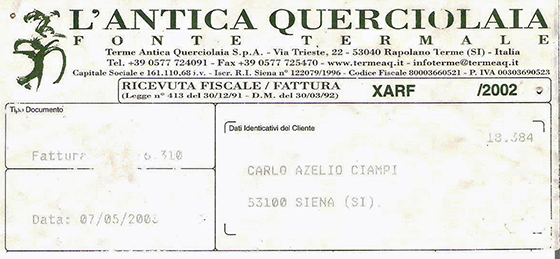 L'ANTICA QUERCIOLAIA
FONTE TERMALE
Terme Antica Querciolaia S.p.A. - Via Trieste, 22 - 53040 Rapolano Terme (SI) - Italia
Tel. +39 0577 724091 - Fax +39 0577 725470 - www.termeaq.it - infoterme@termeaq.it
Capitale Sociale € 161.110,68 i.v. - Iscr. R.I. Siena n° 122079/1996 - Codice Fiscale 80003660521 - P. IVA 00303690523
RICEVUTA FISCALE / FATTURA XARF /2002
(Legge n° 413 del 30/12/91 - D.M. del 30/03/92)
Tipo Documento
Dati Identificativi del Cliente
18.384
Fattura 6.310
CARLO AZELIO CIAMPI
53100 SIENA (SI)
Data: 07/05/2003